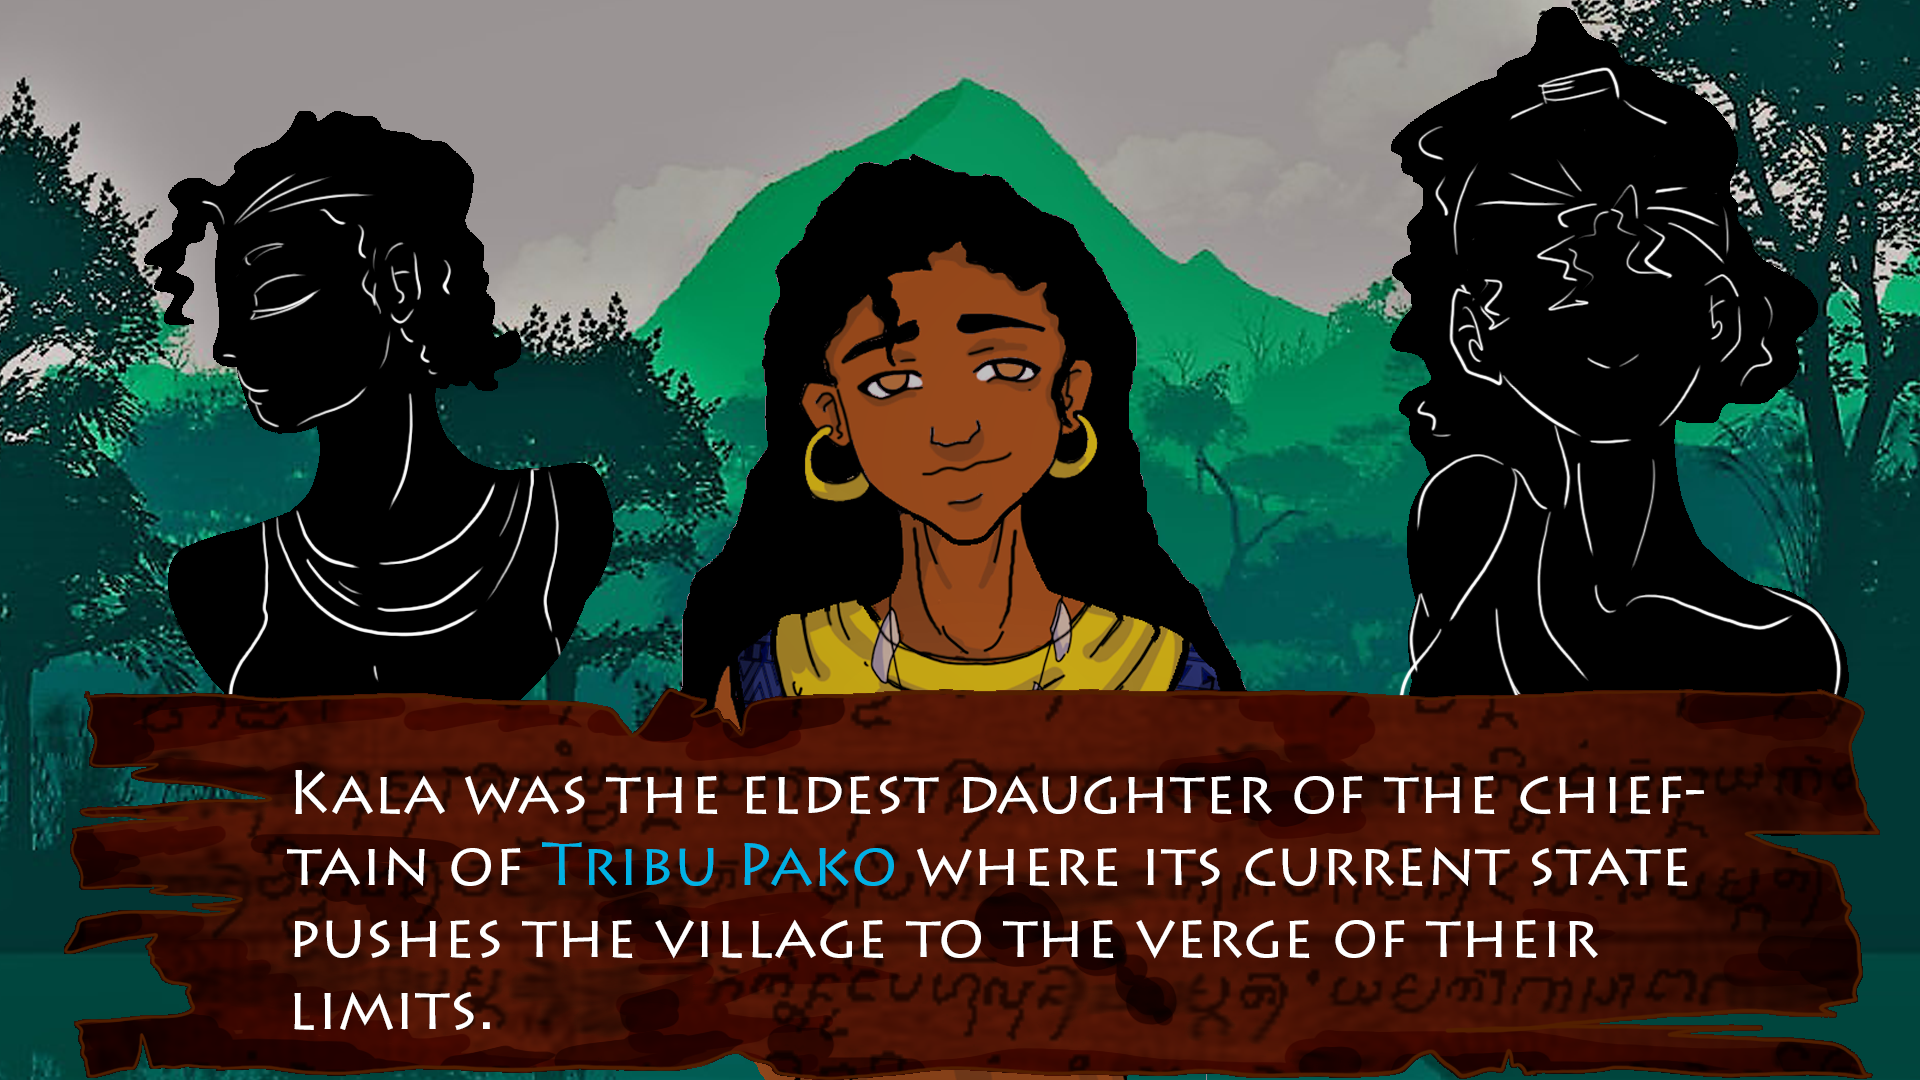 Kala was the eldest daughter of the chief-
tain of Tribu Pako where its current state
pushes the village to the verge of their
limits.